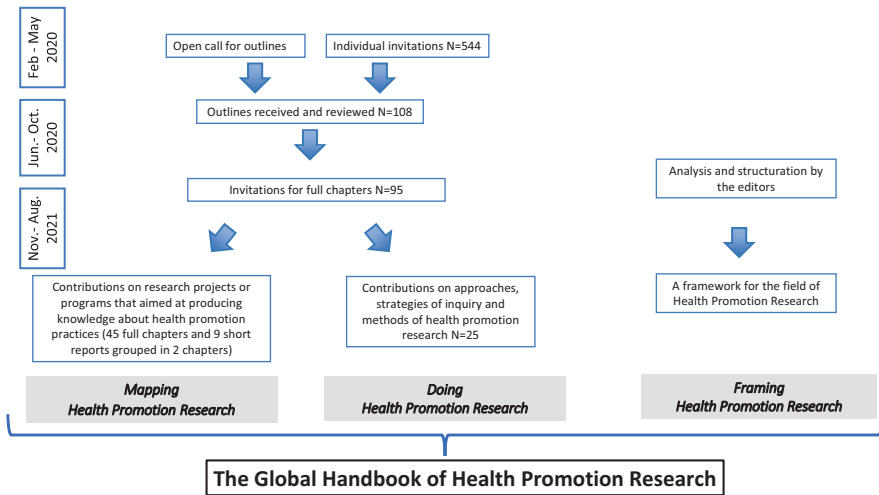 Feb - May
2020
Open call for outlines
Individual invitations N=544
Outlines received and reviewed N=108
Jun.- Oct.
2020
Invitations for full chapters N=95
Analysis and structuration by
the editors
Nov.- Aug.
2021
Contributions on research projects or
programs that aimed at producing
knowledge about health promotion
practices (45 full chapters and 9 short
reports grouped in 2 chapters)
Contributions on approaches,
strategies of inquiry and
methods of health promotion
research N=25
A framework for the field of
Health Promotion Research
Mapping
Health Promotion Research
Doing
Health Promotion Research
Framing
Health Promotion Research
The Global Handbook of Health Promotion Research